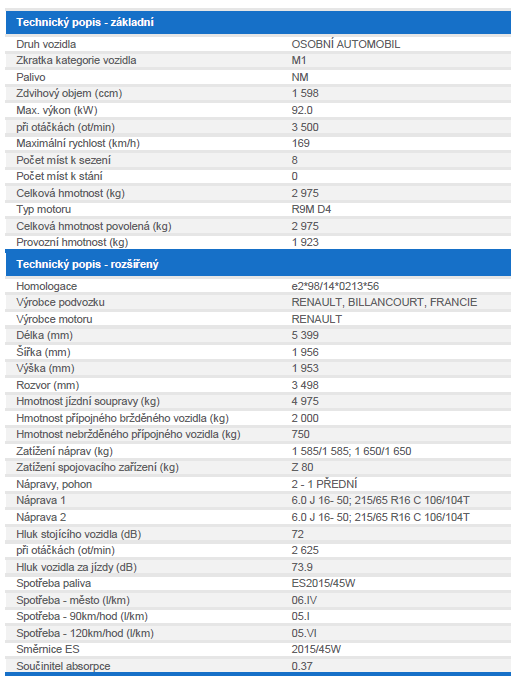 Technický popis - základní
Druh vozidla OSOBNÍ AUTOMOBIL
Zkratka kategorie vozidla M1
Palivo NM
Zdvihový objem (ccm) 1 598
Max. výkon (kW) 92.0
při otáčkách (ot/min) 3 500
Maximální rychlost (km/h) 169
Počet míst k sezení 8
Počet míst k stání 0
Celková hmotnost (kg) 2 975
Typ motoru R9M D4
Celková hmotnost povolená (kg) 2 975
Provozní hmotnost (kg) 1 923
Technický popis - rozšířený
Homologace e2*98/14*0213*56
Výrobce podvozku RENAULT, BILLANCOURT, FRANCIE
Výrobce motoru RENAULT
Délka (mm) 5 399
Šířka (mm) 1 956
Výška (mm) 1 953
Rozvor (mm) 3 498
Hmotnost jízdní soupravy (kg) 4 975
Hmotnost přípojného bržděného vozidla (kg) 2 000
Hmotnost nebržděného přípojného vozidla (kg) 750
Zatížení náprav (kg) 1 585/1 585; 1 650/1 650
Zatížení spojovacího zařízení (kg) Z 80
Nápravy, pohon 2 - 1 PŘEDNÍ
Náprava 1 6.0 J 16- 50; 215/65 R16 C 106/104T
Náprava 2 6.0 J 16- 50; 215/65 R16 C 106/104T
Hluk stojícího vozidla (dB) 72
při otáčkách (ot/min) 2 625
Hluk vozidla za jízdy (dB) 73.9
Spotřeba paliva ES2015/45W
Spotřeba - město (l/km) 06.IV
Spotřeba - 90km/hod (l/km) 05.I
Spotřeba - 120km/hod (l/km) 05.VI
Směrnice ES 2015/45W
Součinitel absorpce 0.37